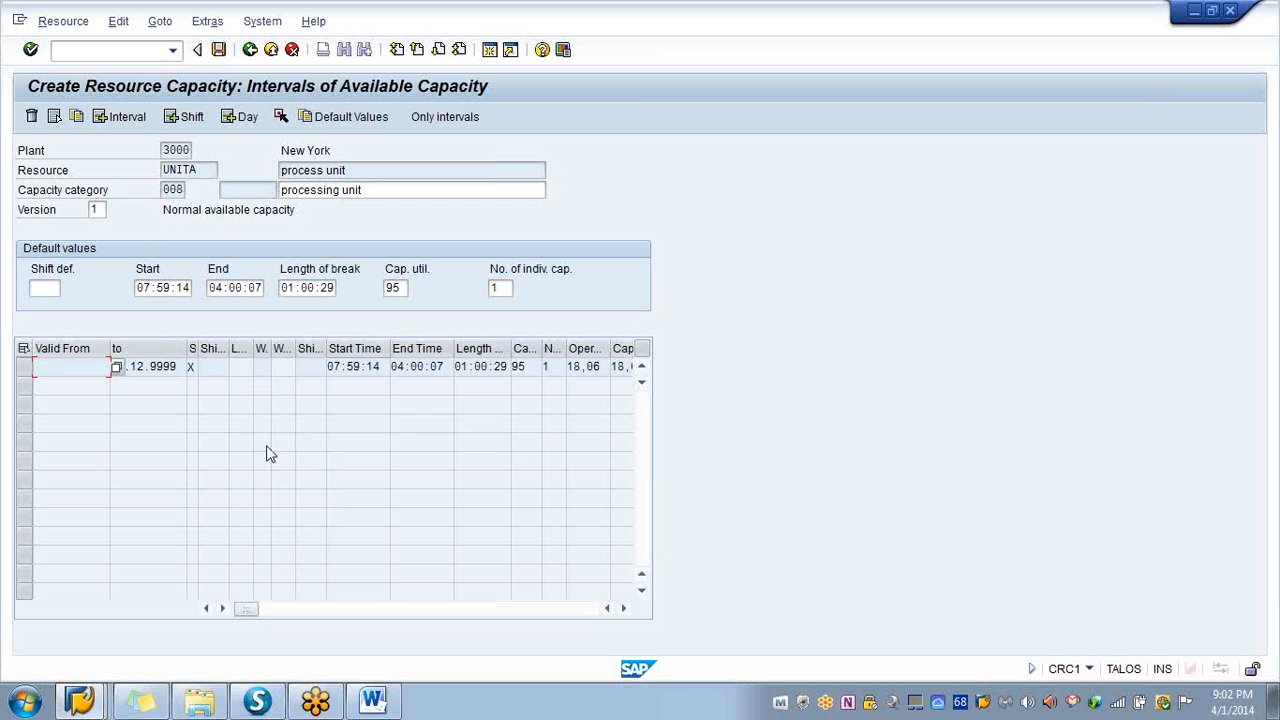 Resource Edit Goto Extras System Help
Create Resource Capacity: Intervals of Available Capacity
Interval Shift Day Default Values Only intervals
Plant 3000 New York
Resource UNITA process unit
Capacity category 008 processing unit
Version 1 Normal available capacity
Default values
Shift def. Start End Length of break Cap. util. No. of indiv. cap.
07:59:14 04:00:07 01:00:29 95 1
Valid From to S Shi... L... W. W... Shi... Start Time End Time Length ... Ca... N... Oper... Cap
.12.9999 X 07:59:14 04:00:07 01:00:29 95 1 18,06 18,
SAP CRC1 TALOS INS
S W M N 68 9:02 PM
4/1/2014